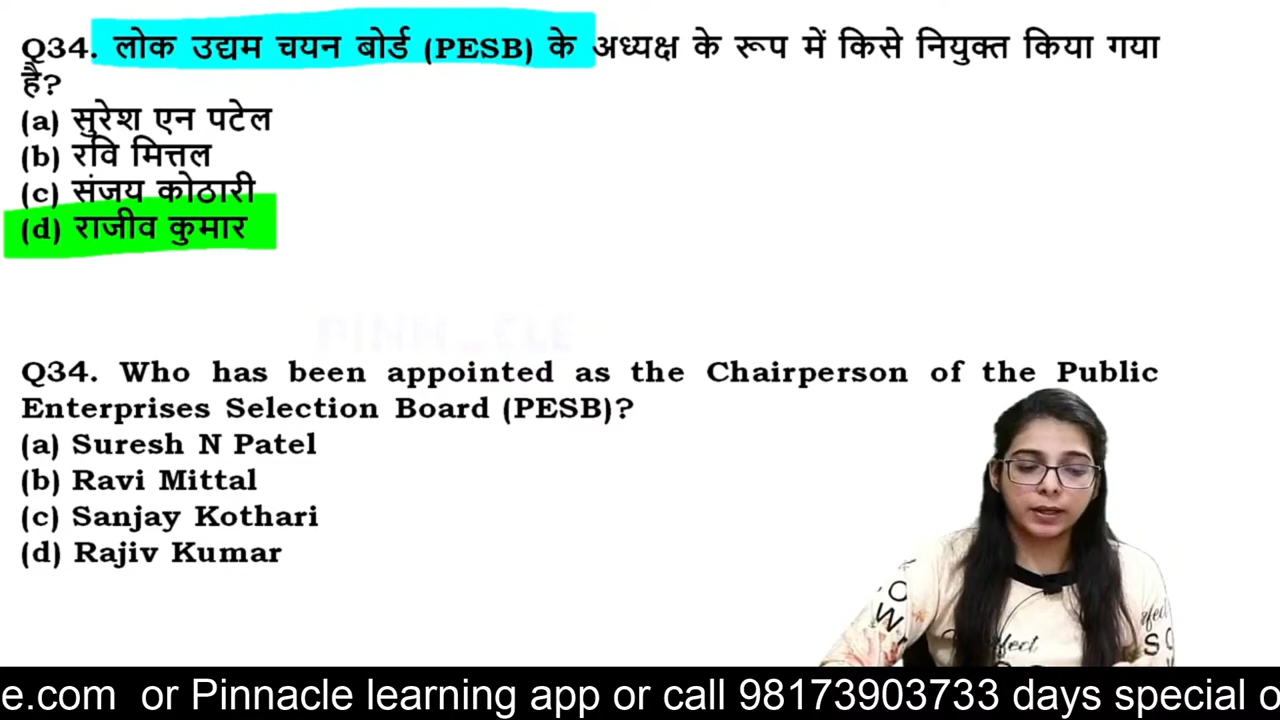 Q34. लोक उद्यम चयन बोर्ड (PESB) के अध्यक्ष के रूप में किसे नियुक्त किया गया
है?
(a) सुरेश एन पटेल
(b) रवि मित्तल
(c) संजय कोठारी
(d) राजीव कुमार
Q34. Who has been appointed as the Chairperson of the Public
Enterprises Selection Board (PESB)?
(a) Suresh N Patel
(b) Ravi Mittal
(c) Sanjay Kothari
(d) Rajiv Kumar
e.com or Pinnacle learning app or call 98173903733 days special o